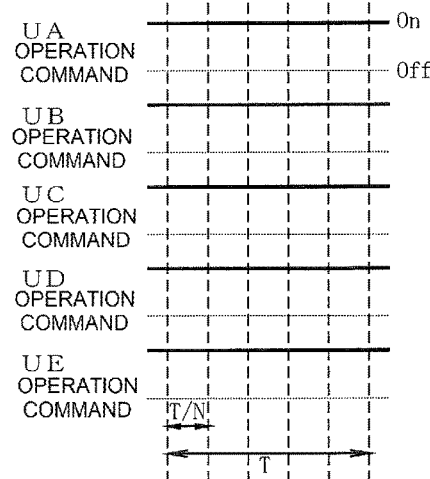 UA
OPERATION
COMMAND
On
Off
UB
OPERATION
COMMAND
UC
OPERATION
COMMAND
UD
OPERATION
COMMAND
UE
OPERATION
COMMAND
T/N
T